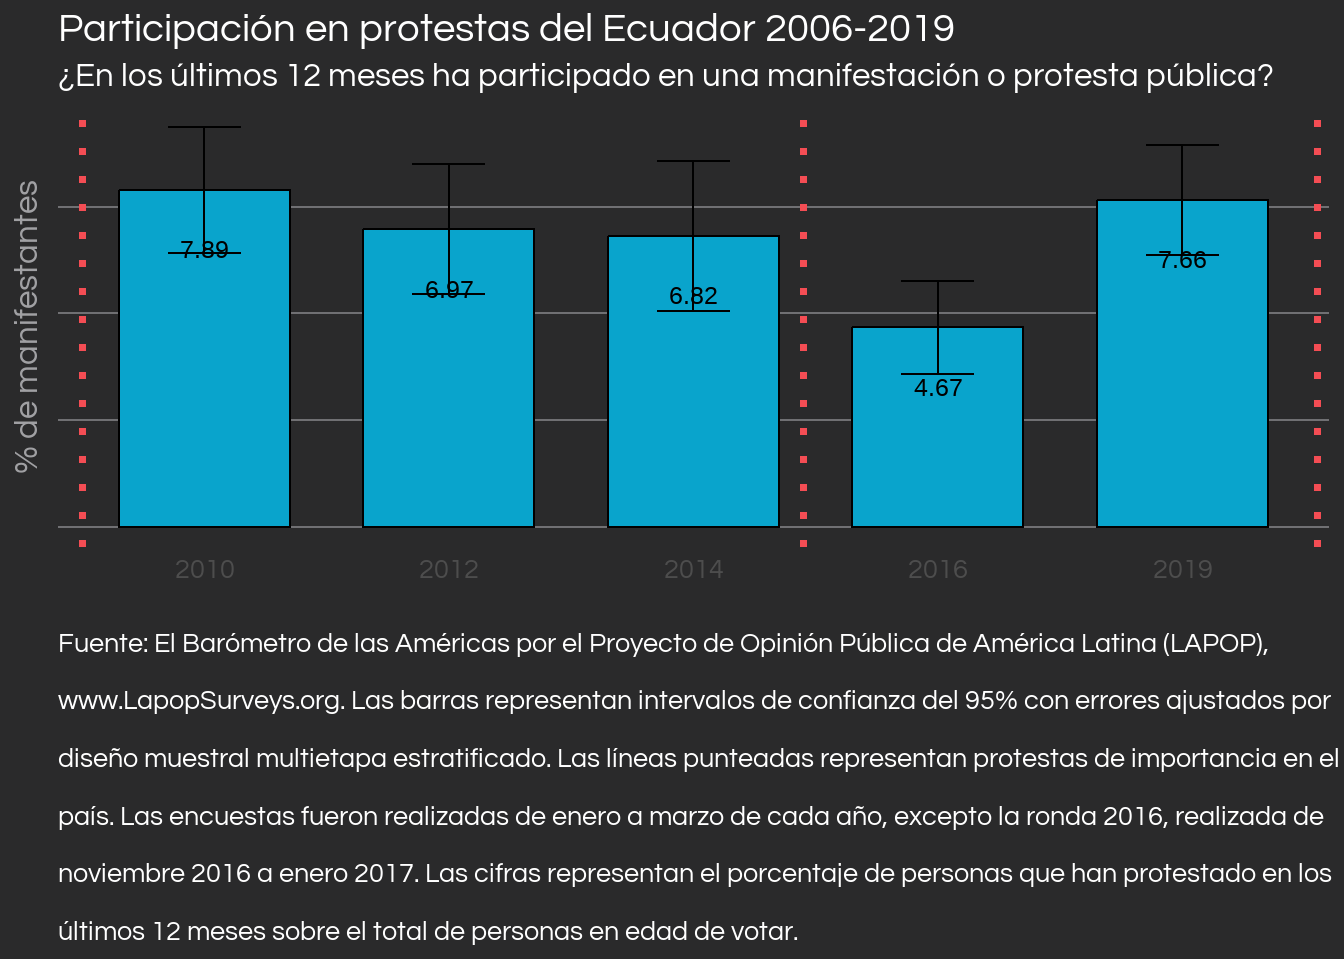 Participación en protestas del Ecuador 2006-2019
¿En los últimos 12 meses ha participado en una manifestación o protesta pública?
% de manifestantes
7.89
6.97
6.82
4.67
7.66
2010
2012
2014
2016
2019
Fuente: El Barómetro de las Américas por el Proyecto de Opinión Pública de América Latina (LAPOP),
www.LapopSurveys.org. Las barras representan intervalos de confianza del 95% con errores ajustados por
diseño muestral multietapa estratificado. Las líneas punteadas representan protestas de importancia en el
país. Las encuestas fueron realizadas de enero a marzo de cada año, excepto la ronda 2016, realizada de
noviembre 2016 a enero 2017. Las cifras representan el porcentaje de personas que han protestado en los
últimos 12 meses sobre el total de personas en edad de votar.